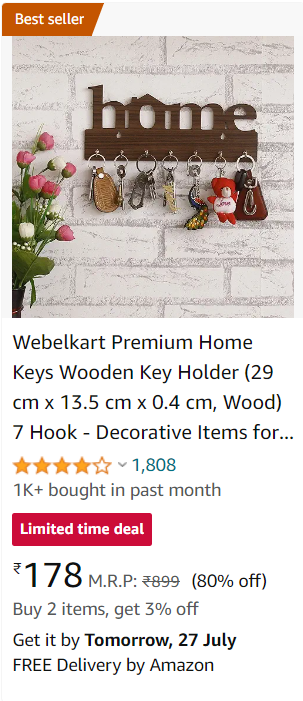 Best seller
home
Webelkart Premium Home
Keys Wooden Key Holder (29
cm x 13.5 cm x 0.4 cm, Wood)
7 Hook - Decorative Items for...
1,808
1K+ bought in past month
Limited time deal
₹178 M.R.P: ₹899 (80% off)
Buy 2 items, get 3% off
Get it by Tomorrow, 27 July
FREE Delivery by Amazon